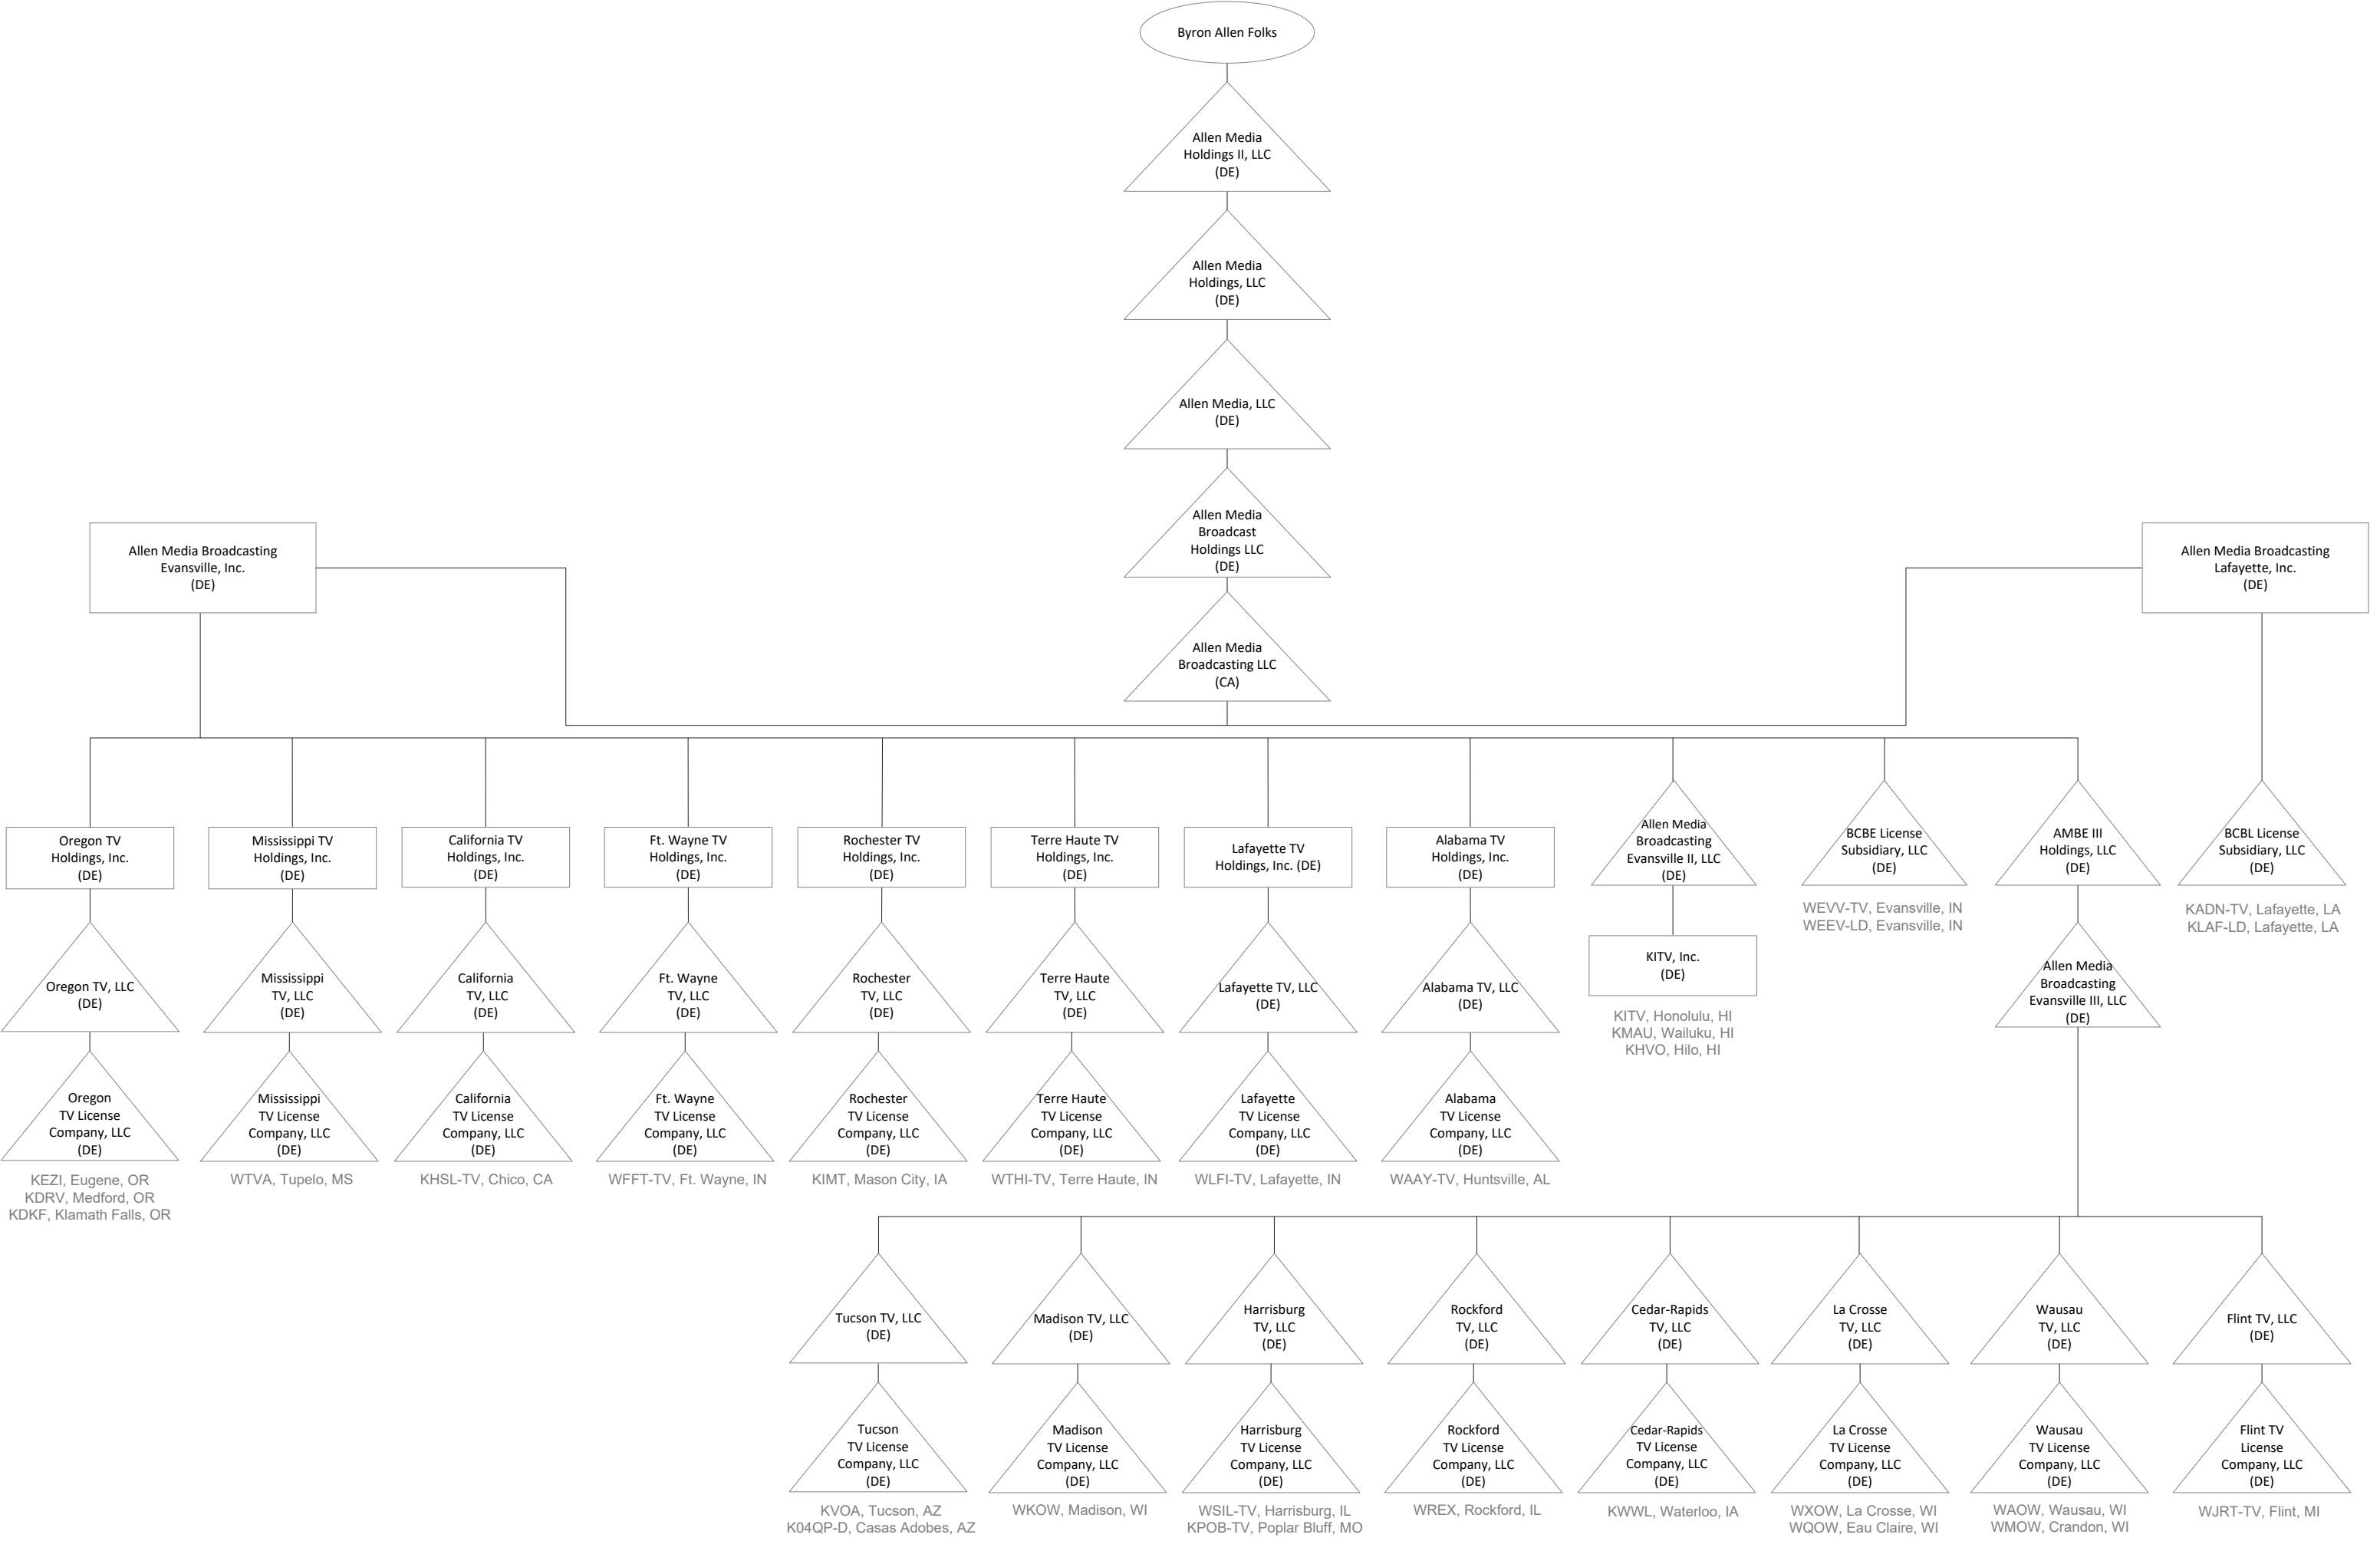 Byron Allen Folks
Allen Media
Holdings II, LLC
(DE)
Allen Media
Holdings, LLC
(DE)
Allen Media, LLC
(DE)
Allen Media
Broadcast
Holdings LLC
(DE)
Allen Media Broadcasting
Evansville, Inc.
(DE)
Allen Media Broadcasting
Lafayette, Inc.
(DE)
Allen Media
Broadcasting LLC
(CA)
Oregon TV
Holdings, Inc.
(DE)
Mississippi TV
Holdings, Inc.
(DE)
California TV
Holdings, Inc.
(DE)
Ft. Wayne TV
Holdings, Inc.
(DE)
Rochester TV
Holdings, Inc.
(DE)
Terre Haute TV
Holdings, Inc.
(DE)
Lafayette TV
Holdings, Inc. (DE)
Alabama TV
Holdings, Inc.
(DE)
Allen Media
Broadcasting
Evansville II, LLC
(DE)
BCBE License
Subsidiary, LLC
(DE)
WEVV-TV, Evansville, IN
WEEV-LD, Evansville, IN
AMBE III
Holdings, LLC
(DE)
BCBL License
Subsidiary, LLC
(DE)
KADN-TV, Lafayette, LA
KLAF-LD, Lafayette, LA
Oregon TV, LLC
(DE)
Mississippi
TV, LLC
(DE)
California
TV, LLC
(DE)
Ft. Wayne
TV, LLC
(DE)
Rochester
TV, LLC
(DE)
Terre Haute
TV, LLC
(DE)
Lafayette TV, LLC
(DE)
Alabama TV, LLC
(DE)
KITV, Inc.
(DE)
KITV, Honolulu, HI
KMAU, Wailuku, HI
KHVO, Hilo, HI
Allen Media
Broadcasting
Evansville III, LLC
(DE)
Oregon
TV License
Company, LLC
(DE)
KEZI, Eugene, OR
KDRV, Medford, OR
KDKF, Klamath Falls, OR
Mississippi
TV License
Company, LLC
(DE)
WTVA, Tupelo, MS
California
TV License
Company, LLC
(DE)
KHSL-TV, Chico, CA
Ft. Wayne
TV License
Company, LLC
(DE)
WFFT-TV, Ft. Wayne, IN
Rochester
TV License
Company, LLC
(DE)
KIMT, Mason City, IA
Terre Haute
TV License
Company, LLC
(DE)
WTHI-TV, Terre Haute, IN
Lafayette
TV License
Company, LLC
(DE)
WLFI-TV, Lafayette, IN
Alabama
TV License
Company, LLC
(DE)
WAAY-TV, Huntsville, AL
Tucson TV, LLC
(DE)
Madison TV, LLC
(DE)
Harrisburg
TV, LLC
(DE)
Rockford
TV, LLC
(DE)
Cedar-Rapids
TV, LLC
(DE)
La Crosse
TV, LLC
(DE)
Wausau
TV, LLC
(DE)
Flint TV, LLC
(DE)
Tucson
TV License
Company, LLC
(DE)
KVOA, Tucson, AZ
K04QP-D, Casas Adobes, AZ
Madison
TV License
Company, LLC
(DE)
WKOW, Madison, WI
Harrisburg
TV License
Company, LLC
(DE)
WSIL-TV, Harrisburg, IL
KPOB-TV, Poplar Bluff, MO
Rockford
TV License
Company, LLC
(DE)
WREX, Rockford, IL
Cedar-Rapids
TV License
Company, LLC
(DE)
KWWL, Waterloo, IA
La Crosse
TV License
Company, LLC
(DE)
WXOW, La Crosse, WI
WQOW, Eau Claire, WI
Wausau
TV License
Company, LLC
(DE)
WAOW, Wausau, WI
WMOW, Crandon, WI
Flint TV
License
Company, LLC
(DE)
WJRT-TV, Flint, MI